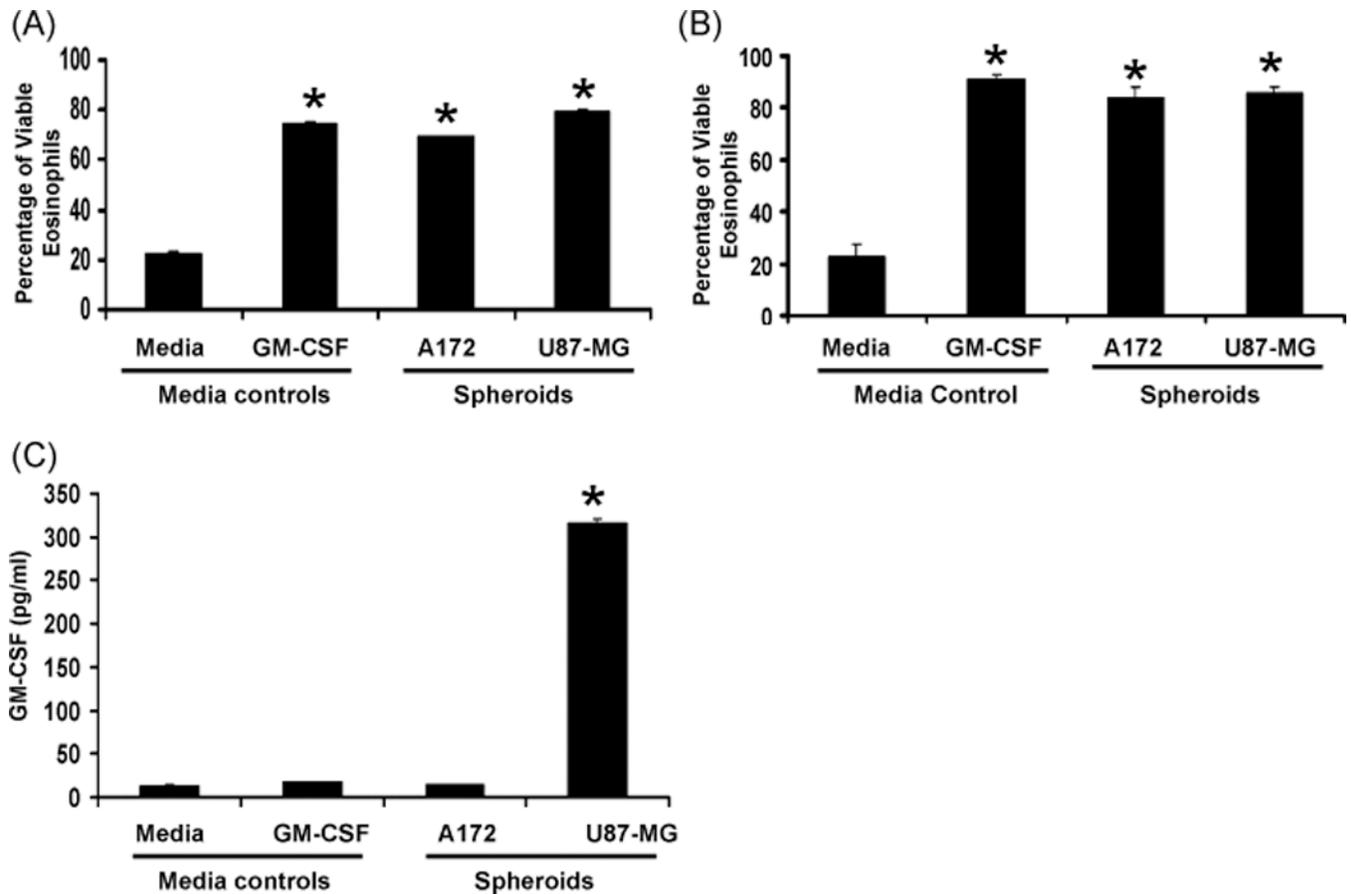 (A)
Percentage of Viable
Eosinophils
100
80
60
40
20
0
*
*
*
Media
GM-CSF
A172
U87-MG
Media controls
Spheroids
(B)
Percentage of Viable
Eosinophils
100
80
60
40
20
0
*
*
*
Media
GM-CSF
A172
U87-MG
Media Control
Spheroids
(C)
GM-CSF (pg/ml)
350
300
250
200
150
100
50
0
*
Media
GM-CSF
A172
U87-MG
Media controls
Spheroids